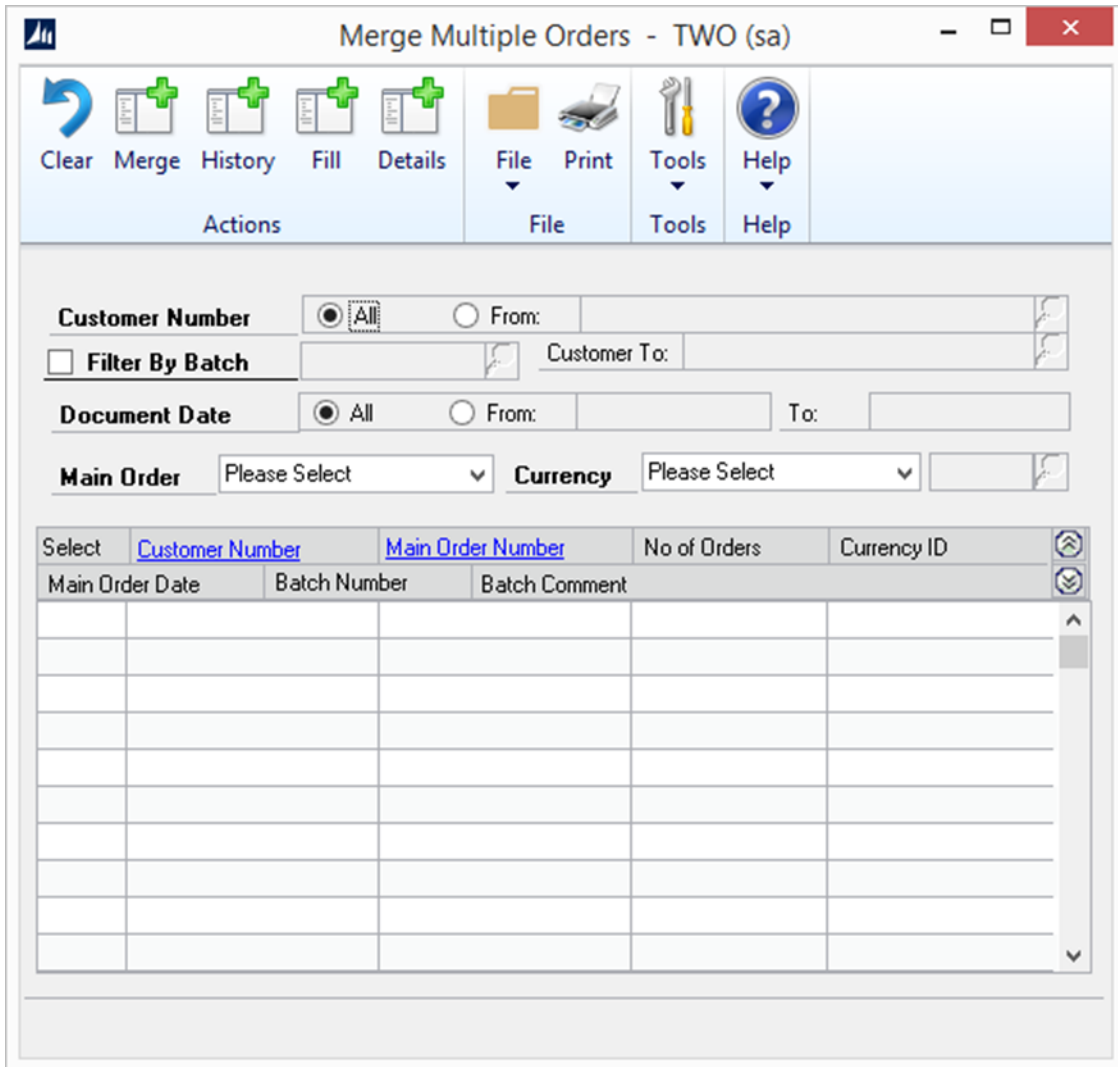 Merge Multiple Orders - TWO (sa)
Clear Merge History Fill Details File Print Tools Help
Actions File Tools Help
Customer Number All From:
Filter By Batch Customer To:
Document Date All From: To:
Main Order Please Select Currency Please Select
Select Customer Number Main Order Number No of Orders Currency ID
Main Order Date Batch Number Batch Comment